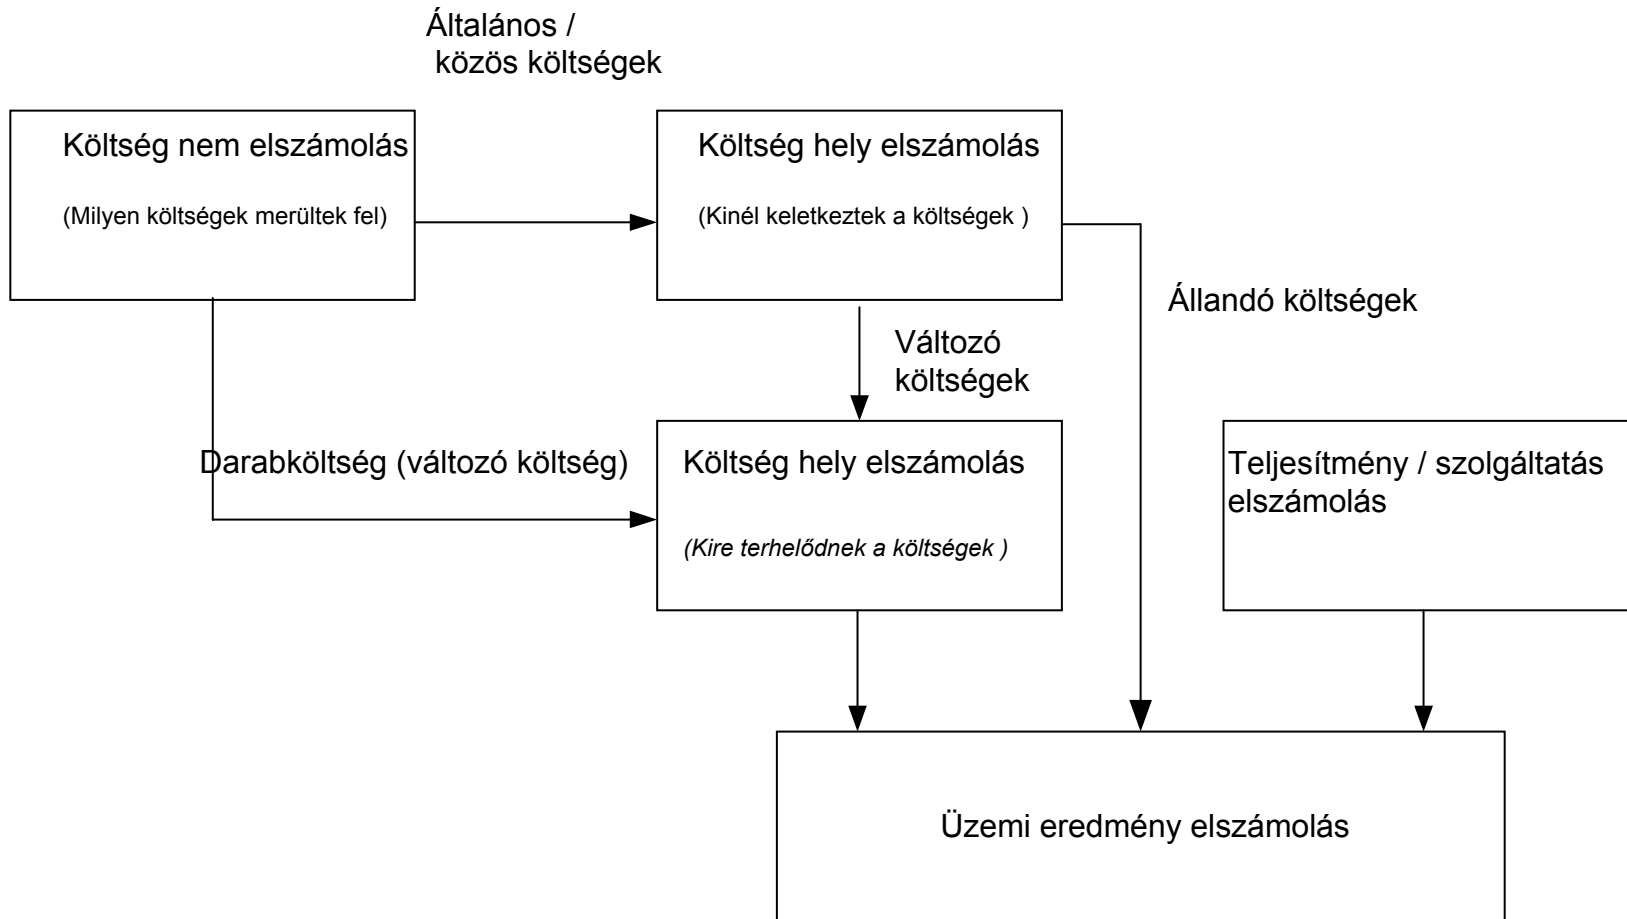 Általános /
közös költségek
Költség nem elszámolás
(Milyen költségek merültek fel)
Költség hely elszámolás
(Kinél keletkeztek a költségek )
Állandó költségek
Változó
költségek
Darabköltség (változó költség)
Költség hely elszámolás
(Kire terhelődnek a költségek )
Teljesítmény / szolgáltatás
elszámolás
Üzemi eredmény elszámolás